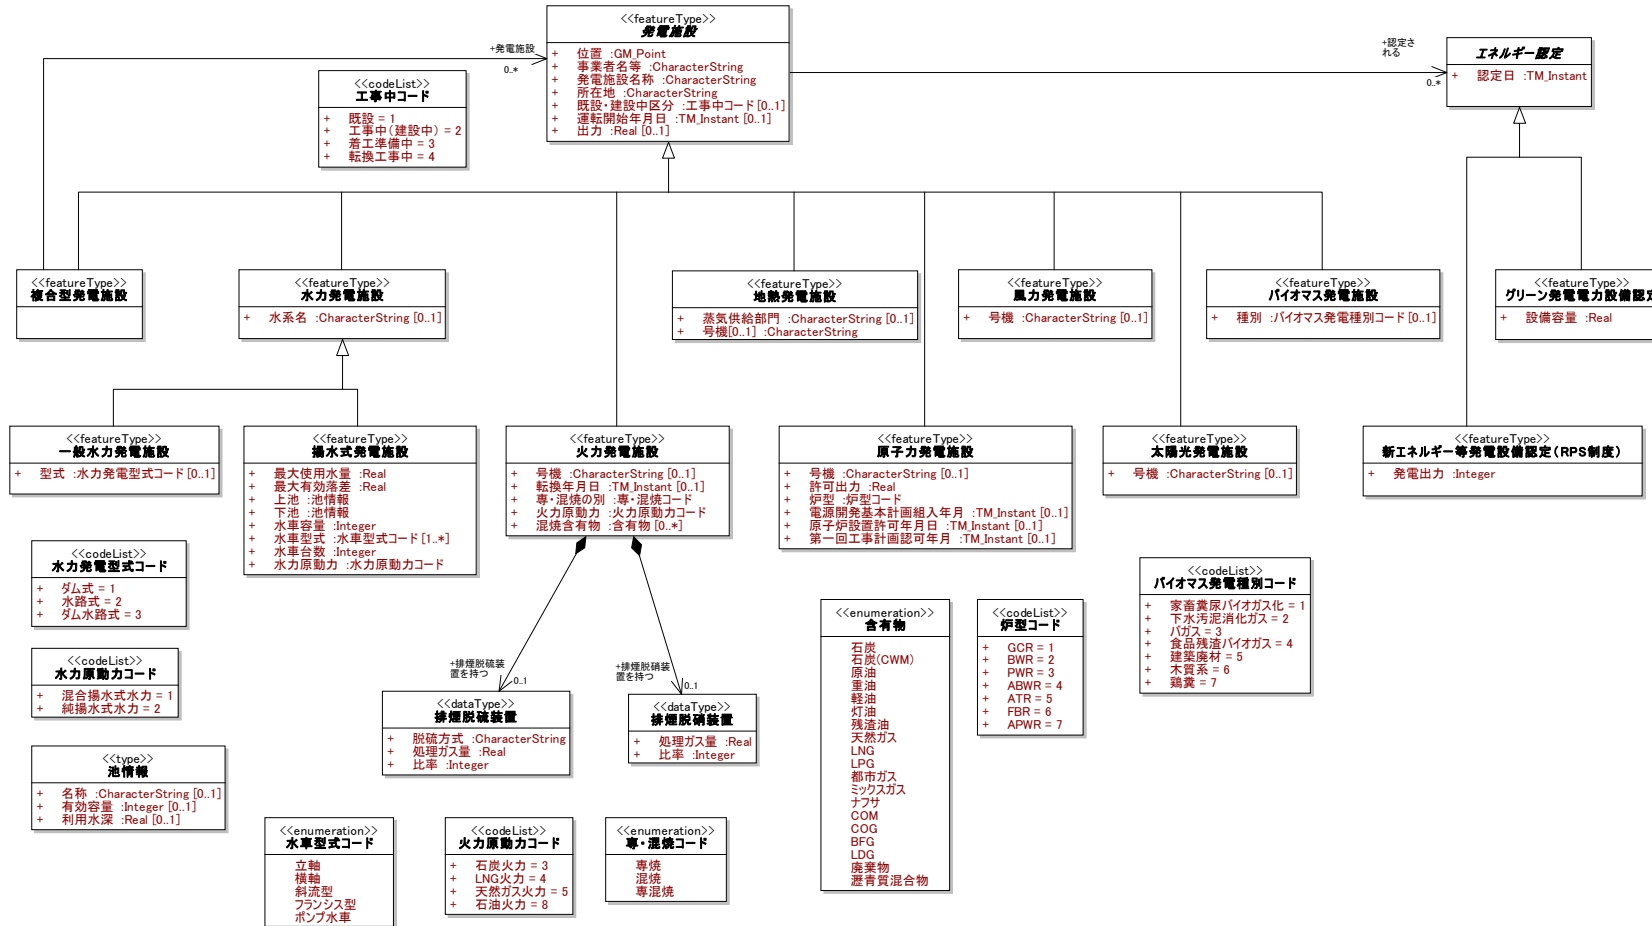 <<featureType>>
発電施設
+ 位置 :GM_Point
+ 事業者名等 :CharacterString
+ 発電施設名称 :CharacterString
+ 所在地 :CharacterString
+ 既設・建設中区分 :工事中コード [0..1]
+ 運転開始年月日 :TM_Instant [0..1]
+ 出力 :Real [0..1]
+発電施設
0..*
+認定さ
れる
0..*
エネルギー認定
+ 認定日 :TM_Instant
<<codeList>>
工事中コード
+ 既設 = 1
+ 工事中(建設中) = 2
+ 着工準備中 = 3
+ 転換工事中 = 4
<<featureType>>
複合型発電施設
<<featureType>>
水力発電施設
+ 水系名 :CharacterString [0..1]
<<featureType>>
地熱発電施設
+ 蒸気供給部門 :CharacterString [0..1]
+ 号機[0..1] :CharacterString
<<featureType>>
風力発電施設
+ 号機 :CharacterString [0..1]
<<featureType>>
バイオマス発電施設
+ 種別 :バイオマス発電種別コード [0..1]
<<featureType>>
グリーン発電電力設備認定
+ 設備容量 :Real
<<featureType>>
一般水力発電施設
+ 型式 :水力発電型式コード [0..1]
<<featureType>>
揚水式発電施設
+ 最大使用水量 :Real
+ 最大有効落差 :Real
+ 上池 :池情報
+ 下池 :池情報
+ 水車容量 :Integer
+ 水車型式 :水車型式コード [1..*]
+ 水車台数 :Integer
+ 水力原動力 :水力原動力コード
<<featureType>>
火力発電施設
+ 号機 :CharacterString [0..1]
+ 転換年月日 :TM_Instant [0..1]
+ 専・混焼の別 :専・混焼コード
+ 火力原動力 :火力原動力コード
+ 混焼含有物 :含有物 [0..*]
<<featureType>>
原子力発電施設
+ 号機 :CharacterString [0..1]
+ 許可出力 :Real
+ 炉型 :炉型コード
+ 電源開発基本計画組入年月 :TM_Instant [0..1]
+ 原子炉設置許可年月日 :TM_Instant [0..1]
+ 第一回工事計画認可年月 :TM_Instant [0..1]
<<featureType>>
太陽光発電施設
+ 号機 :CharacterString [0..1]
<<featureType>>
新エネルギー等発電設備認定(RPS制度)
+ 発電出力 :Integer
<<codeList>>
水力発電型式コード
+ ダム式 = 1
+ 水路式 = 2
+ ダム水路式 = 3
<<codeList>>
水力原動力コード
+ 混合揚水式水力 = 1
+ 純揚水式水力 = 2
<<type>>
池情報
+ 名称 :CharacterString [0..1]
+ 有効容量 :Integer [0..1]
+ 利用水深 :Real [0..1]
+排煙脱硫装
置を持つ
0..1
+排煙脱硝装
置を持つ
0..1
<<dataType>>
排煙脱硫装置
+ 脱硫方式 :CharacterString
+ 処理ガス量 :Real
+ 比率 :Integer
<<dataType>>
排煙脱硝装置
+ 処理ガス量 :Real
+ 比率 :Integer
<<enumeration>>
含有物
石炭
石炭(CWM)
原油
重油
軽油
灯油
残渣油
天然ガス
LNG
LPG
都市ガス
ミックスガス
ナフサ
COM
COG
BFG
LDG
廃棄物
瀝青質混合物
<<codeList>>
炉型コード
+ GCR = 1
+ BWR = 2
+ PWR = 3
+ ABWR = 4
+ ATR = 5
+ FBR = 6
+ APWR = 7
<<codeList>>
バイオマス発電種別コード
+ 家畜糞尿バイオガス化 = 1
+ 下水汚泥消化ガス = 2
+ バガス = 3
+ 食品残渣バイオガス = 4
+ 建築廃材 = 5
+ 木質系 = 6
+ 鶏糞 = 7
<<enumeration>>
水車型式コード
立軸
横軸
斜流型
フランシス型
ポンプ水車
<<codeList>>
火力原動力コード
+ 石炭火力 = 3
+ LNG火力 = 4
+ 天然ガス火力 = 5
+ 石油火力 = 8
<<enumeration>>
専・混焼コード
専焼
混焼
専混焼